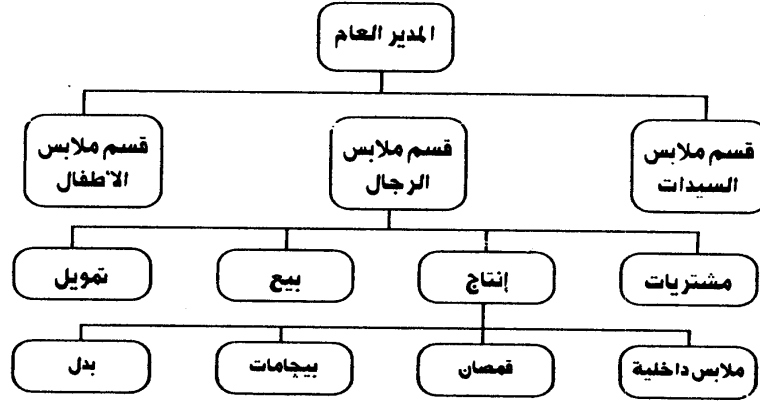 المدير العام
قسم ملابس
السيدات
قسم ملابس
الرجال
قسم ملابس
الأطفال
مشتريات
إنتاج
بيع
تمويل
ملابس داخلية
قمصان
بيجامات
بدل